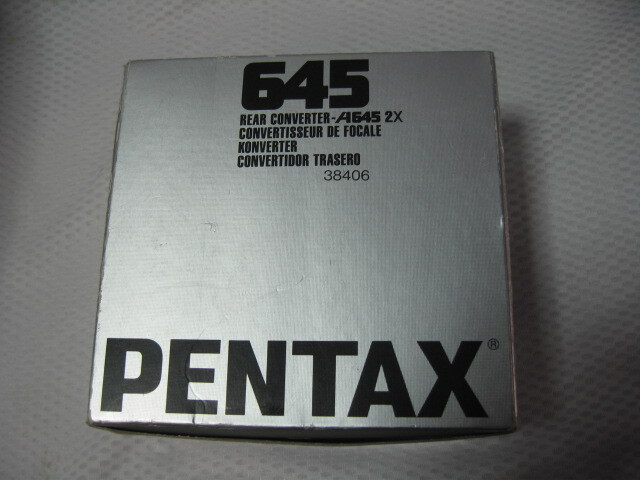 645
REAR CONVERTER-A645 2X
CONVERTISSEUR DE FOCALE
KONVERTER
CONVERTIDOR TRASERO
38406
PENTAX®